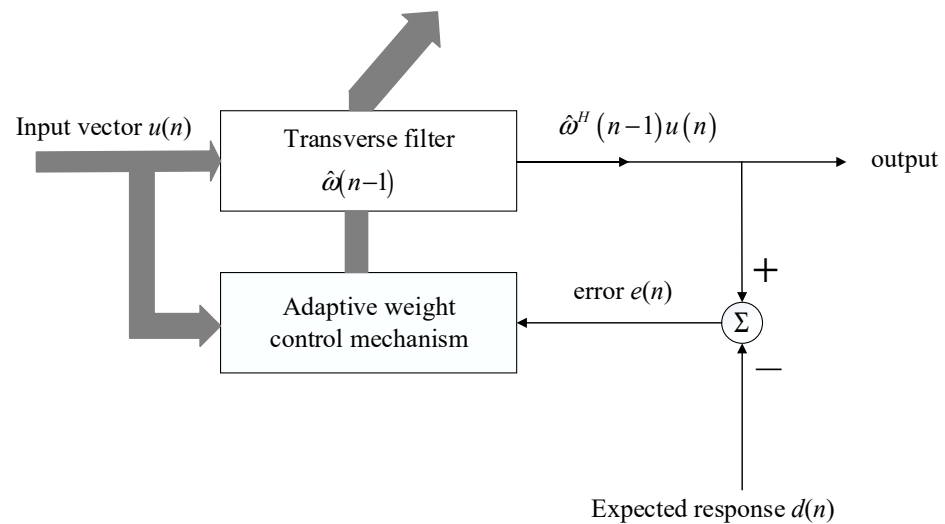 Input vector u(n)
Transverse filter
ω̂(n−1)
ω̂ᴴ(n−1)u(n)
output
Adaptive weight
control mechanism
error e(n)
+
Σ
−
Expected response d(n)